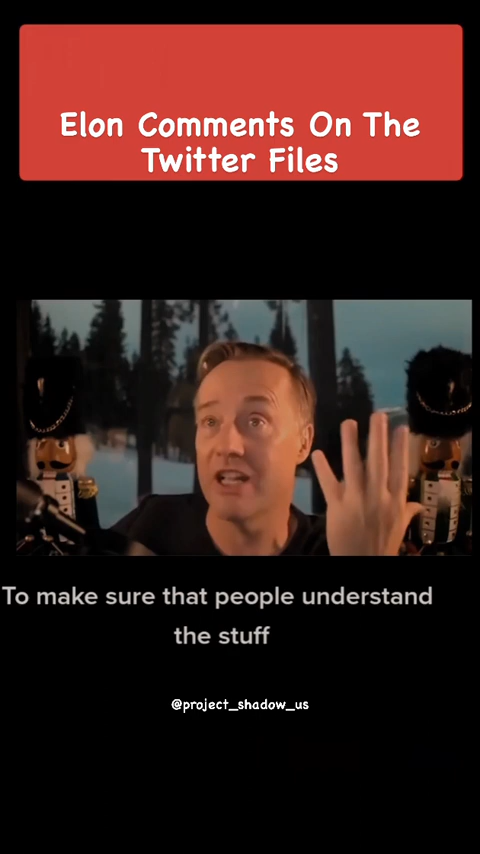 Elon Comments On The
Twitter Files
To make sure that people understand
the stuff
@project_shadow_us